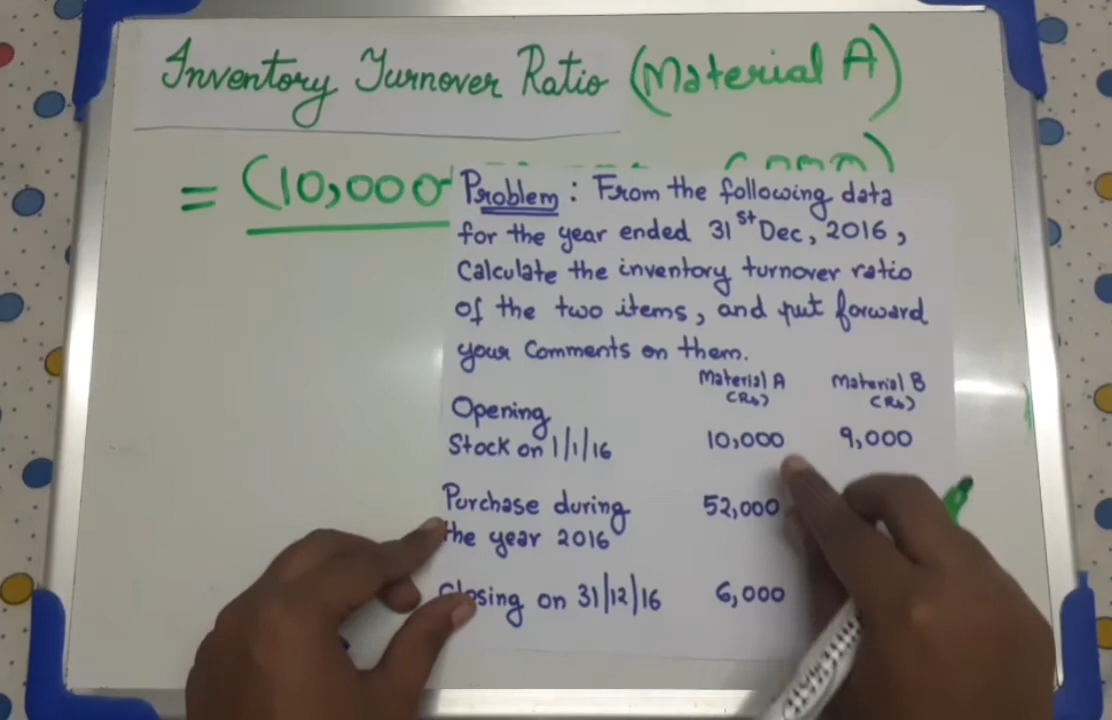 Inventory Turnover Ratio (Material A)
= (10,000
Problem : From the following data
for the year ended 31st Dec, 2016,
Calculate the inventory turnover ratio
of the two items, and put forward
your Comments on them.
Material A Material B
(Rs) (Rs)
Opening
Stock on 1/1/16 10,000 9,000
Purchase during 52,000
the year 2016
Closing on 31/12/16 6,000